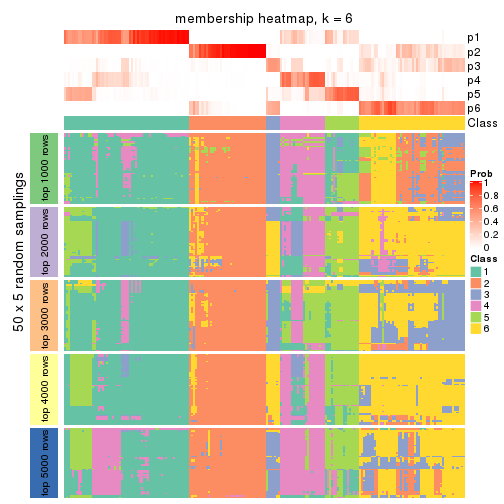 membership heatmap, k = 6
p1
p2
p3
p4
p5
p6
Class
50 x 5 random samplings
top 1000 rows
top 2000 rows
top 3000 rows
top 4000 rows
top 5000 rows
Prob
1
0.8
0.6
0.4
0.2
0
Class
1
2
3
4
5
6